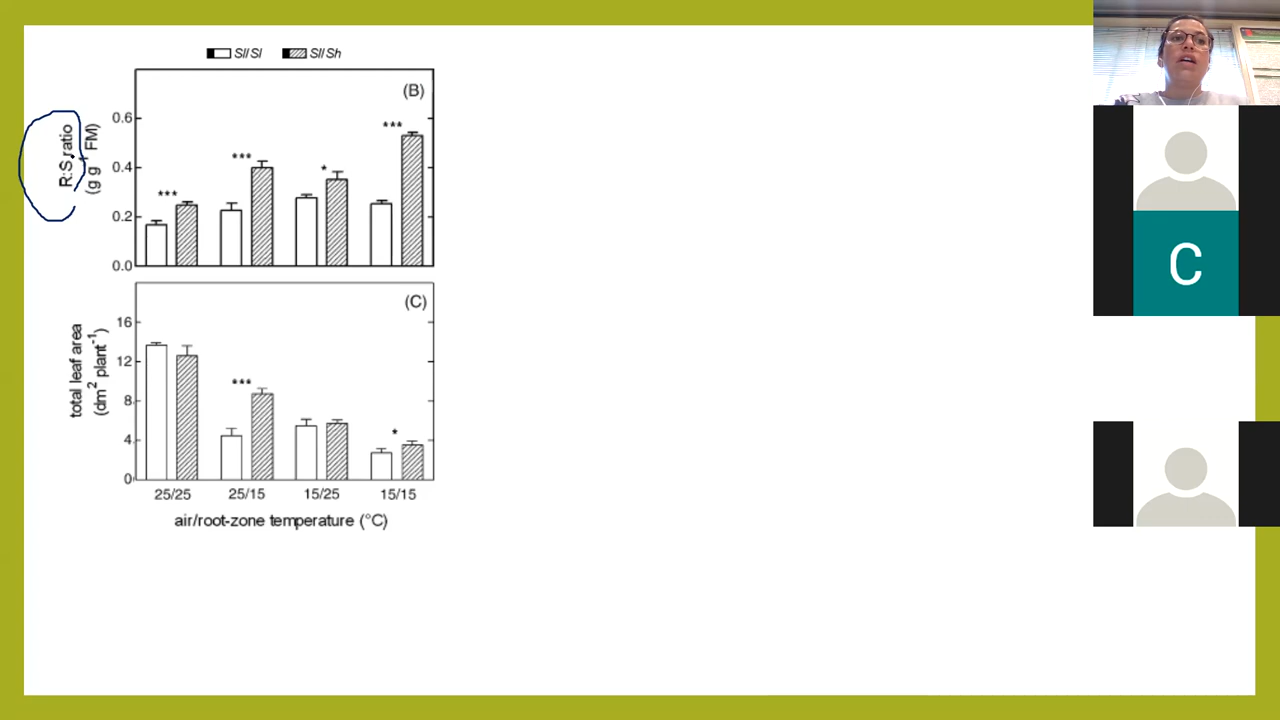 Sl/Sl Sl/Sh
(B)
R:S ratio
(g g⁻¹ FM)
0.6
0.4
0.2
0.0
***
***
*
***
(C)
total leaf area
(dm² plant⁻¹)
16
12
8
4
0
***
*
25/25 25/15 15/25 15/15
air/root-zone temperature (°C)
C